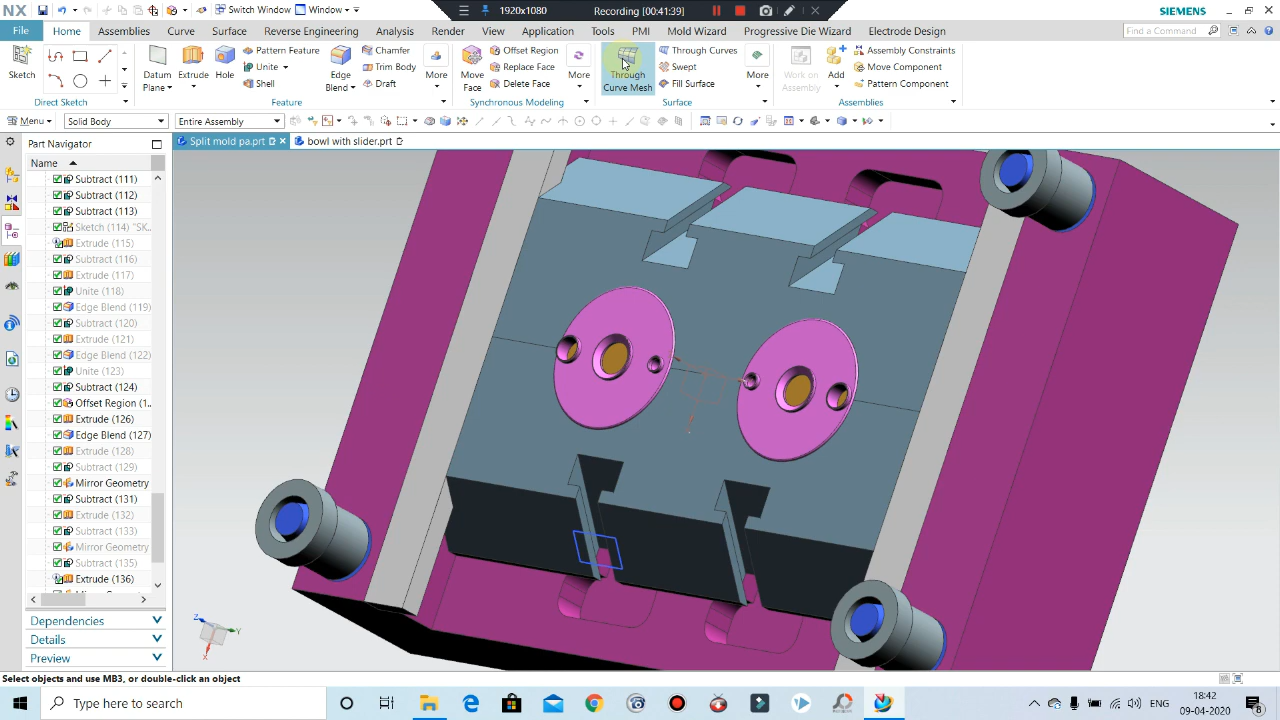 NX
Switch Window
Window
1920x1080
Recording [00:41:39]
SIEMENS
File
Home
Tools
Assemblies
Curve
Surface
Reverse Engineering
Analysis
Render
View
Application
Tools
PMI
Mold Wizard
Progressive Die Wizard
Electrode Design
Find a Command
Sketch
Direct Sketch
Datum Plane
Extrude
Hole
Pattern Feature
Unite
Shell
Edge Blend
Chamfer
Trim Body
Draft
More
Feature
Move Face
Offset Region
Replace Face
Delete Face
More
Synchronous Modeling
Through Curve Mesh
Through Curves
Swept
Fill Surface
More
Surface
Work on Assembly
Add
Assembly Constraints
Move Component
Pattern Component
Assemblies
Menu
Solid Body
Entire Assembly
Part Navigator
Split mold pa.prt
bowl with slider.prt
Name
Subtract (111)
Subtract (112)
Subtract (113)
Sketch (114) "SK...
Extrude (115)
Subtract (116)
Extrude (117)
Unite (118)
Edge Blend (119)
Subtract (120)
Extrude (121)
Edge Blend (122)
Unite (123)
Subtract (124)
Offset Region (1...
Extrude (126)
Edge Blend (127)
Extrude (128)
Subtract (129)
Mirror Geometry
Subtract (131)
Extrude (132)
Subtract (133)
Mirror Geometry
Subtract (135)
Extrude (136)
Dependencies
Details
Preview
Z
Y
X
Select objects and use MB3, or double-click an object
Type here to search
ENG
18:42
09-04-2020